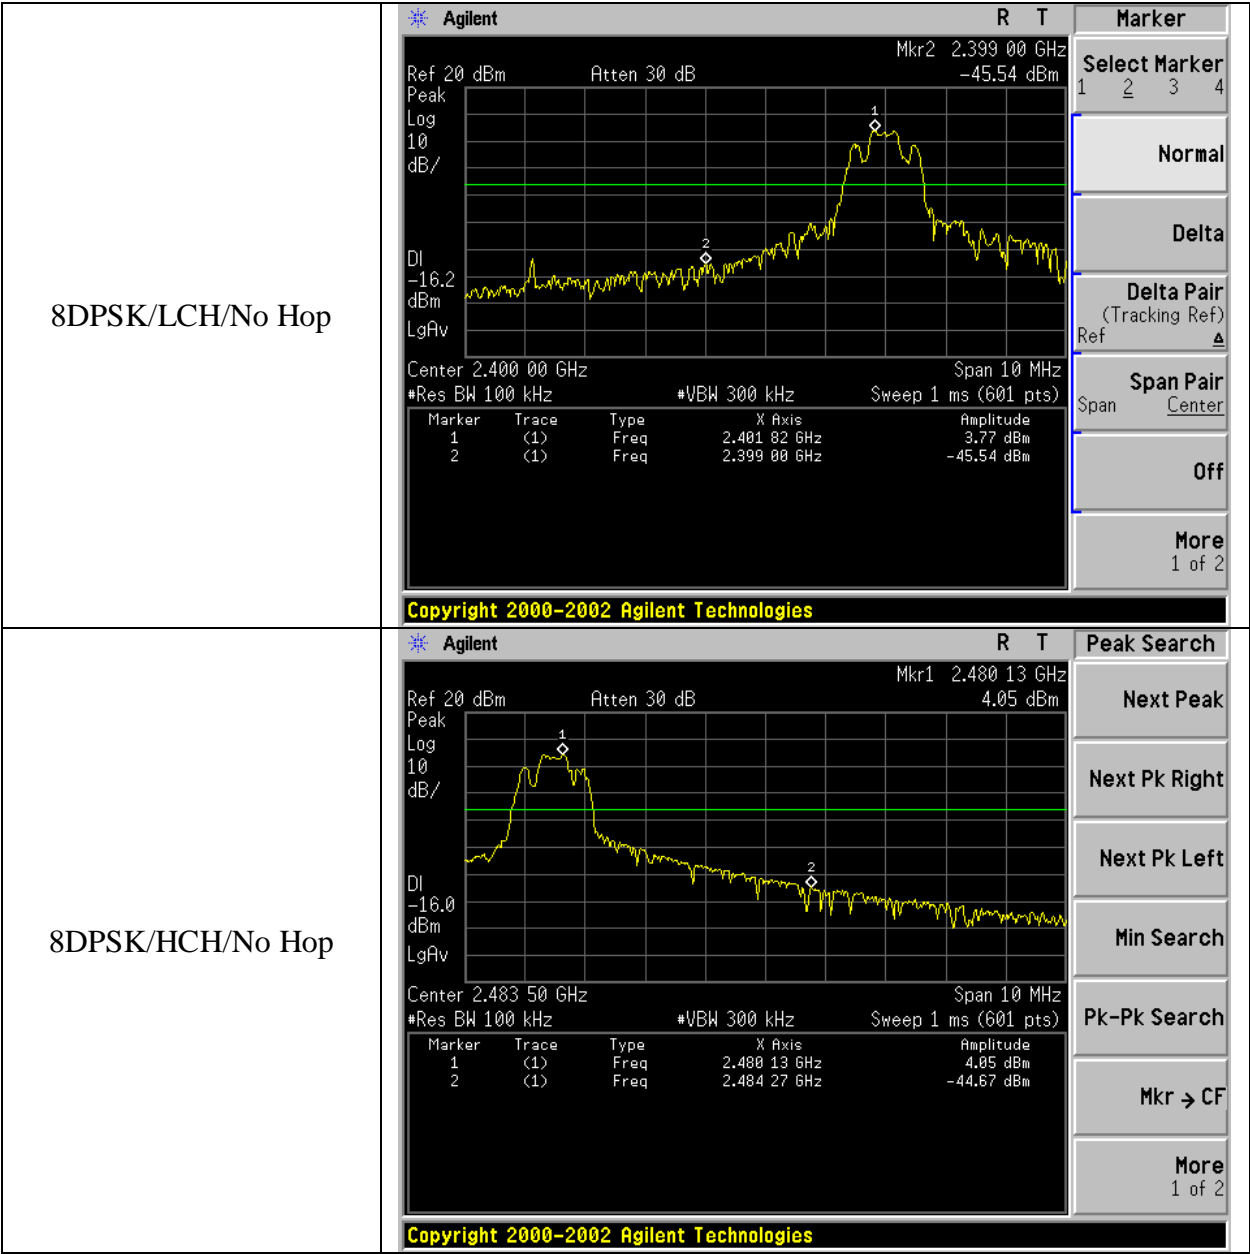 8DPSK/LCH/No Hop
Agilent R T
Mkr2 2.399 00 GHz
Ref 20 dBm Atten 30 dB -45.54 dBm
Peak
Log
10
dB/
1
2
DI
-16.2
dBm
LgAv
Center 2.400 00 GHz Span 10 MHz
#Res BW 100 kHz #VBW 300 kHz Sweep 1 ms (601 pts)
Marker Trace Type X Axis Amplitude
1 (1) Freq 2.401 82 GHz 3.77 dBm
2 (1) Freq 2.399 00 GHz -45.54 dBm
Copyright 2000-2002 Agilent Technologies
Marker
Select Marker
1 2 3 4
Normal
Delta
Delta Pair
(Tracking Ref)
Ref Δ
Span Pair
Span Center
Off
More
1 of 2
8DPSK/HCH/No Hop
Agilent R T
Mkr1 2.480 13 GHz
Ref 20 dBm Atten 30 dB 4.05 dBm
Peak
Log
10
dB/
1
2
DI
-16.0
dBm
LgAv
Center 2.483 50 GHz Span 10 MHz
#Res BW 100 kHz #VBW 300 kHz Sweep 1 ms (601 pts)
Marker Trace Type X Axis Amplitude
1 (1) Freq 2.480 13 GHz 4.05 dBm
2 (1) Freq 2.484 27 GHz -44.67 dBm
Copyright 2000-2002 Agilent Technologies
Peak Search
Next Peak
Next Pk Right
Next Pk Left
Min Search
Pk-Pk Search
Mkr → CF
More
1 of 2